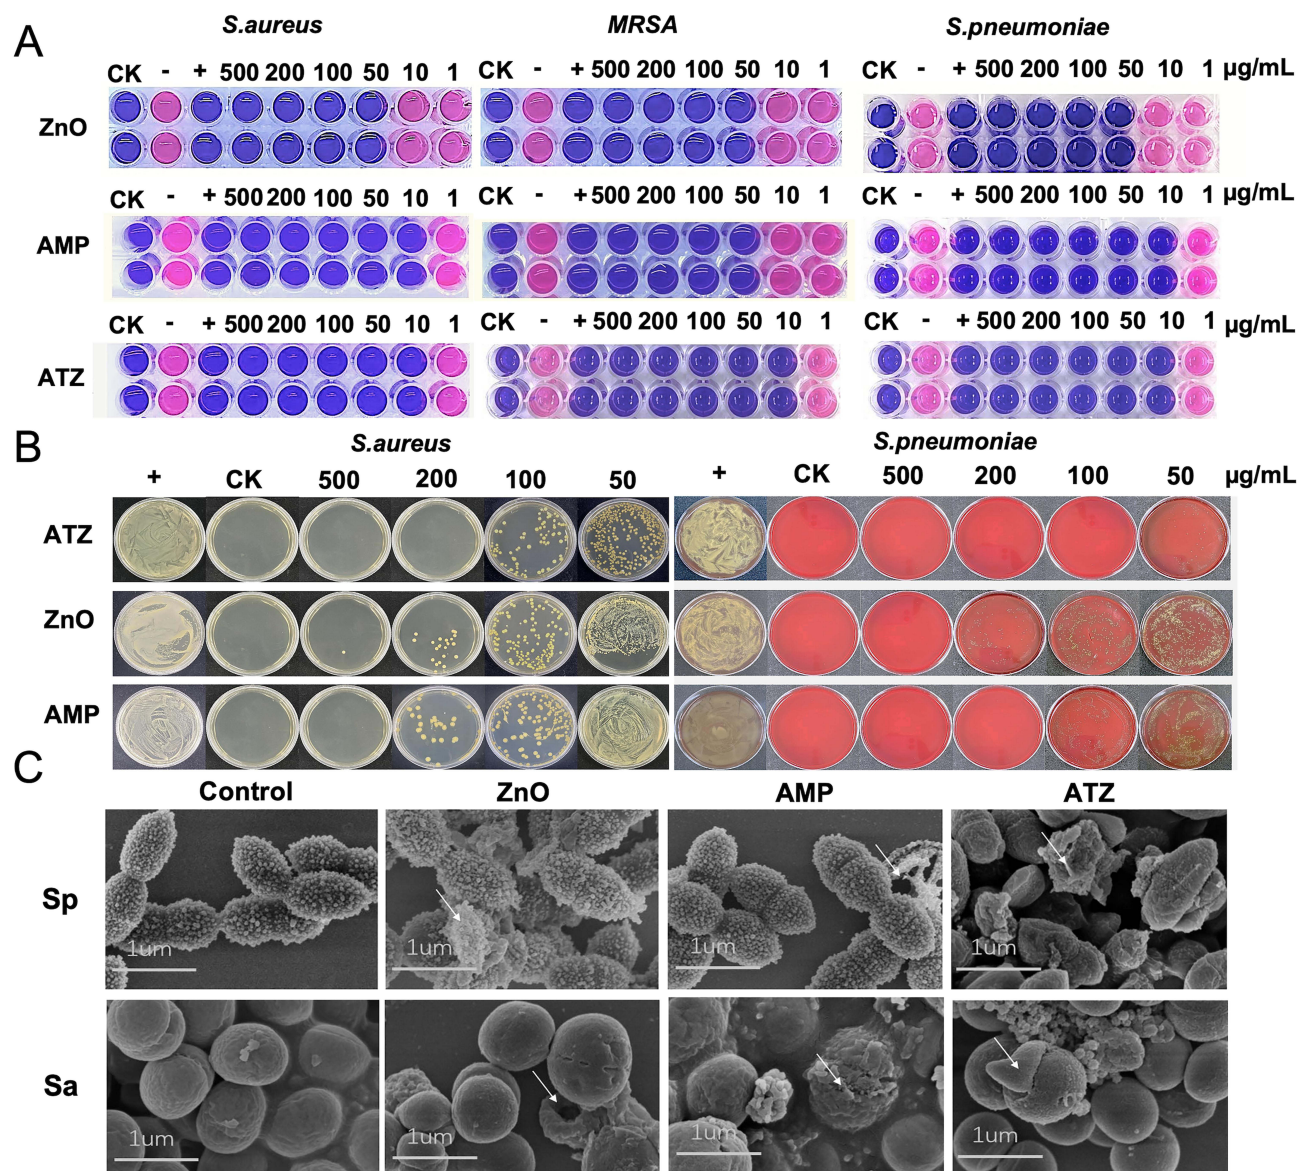 A
S.aureus MRSA S.pneumoniae
CK - + 500 200 100 50 10 1 CK - + 500 200 100 50 10 1 CK - + 500 200 100 50 10 1 µg/mL
ZnO
CK - + 500 200 100 50 10 1 CK - + 500 200 100 50 10 1 CK - + 500 200 100 50 10 1 µg/mL
AMP
CK - + 500 200 100 50 10 1 CK - + 500 200 100 50 10 1 CK - + 500 200 100 50 10 1 µg/mL
ATZ
B
S.aureus S.pneumoniae
+ CK 500 200 100 50 + CK 500 200 100 50 µg/mL
ATZ
ZnO
AMP
C
Control ZnO AMP ATZ
Sp
1um 1um 1um 1um
Sa
1um 1um 1um 1um